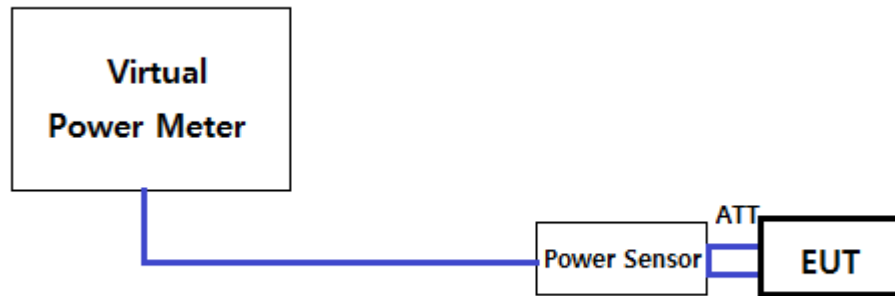 Virtual
Power Meter
ATT
Power Sensor
EUT